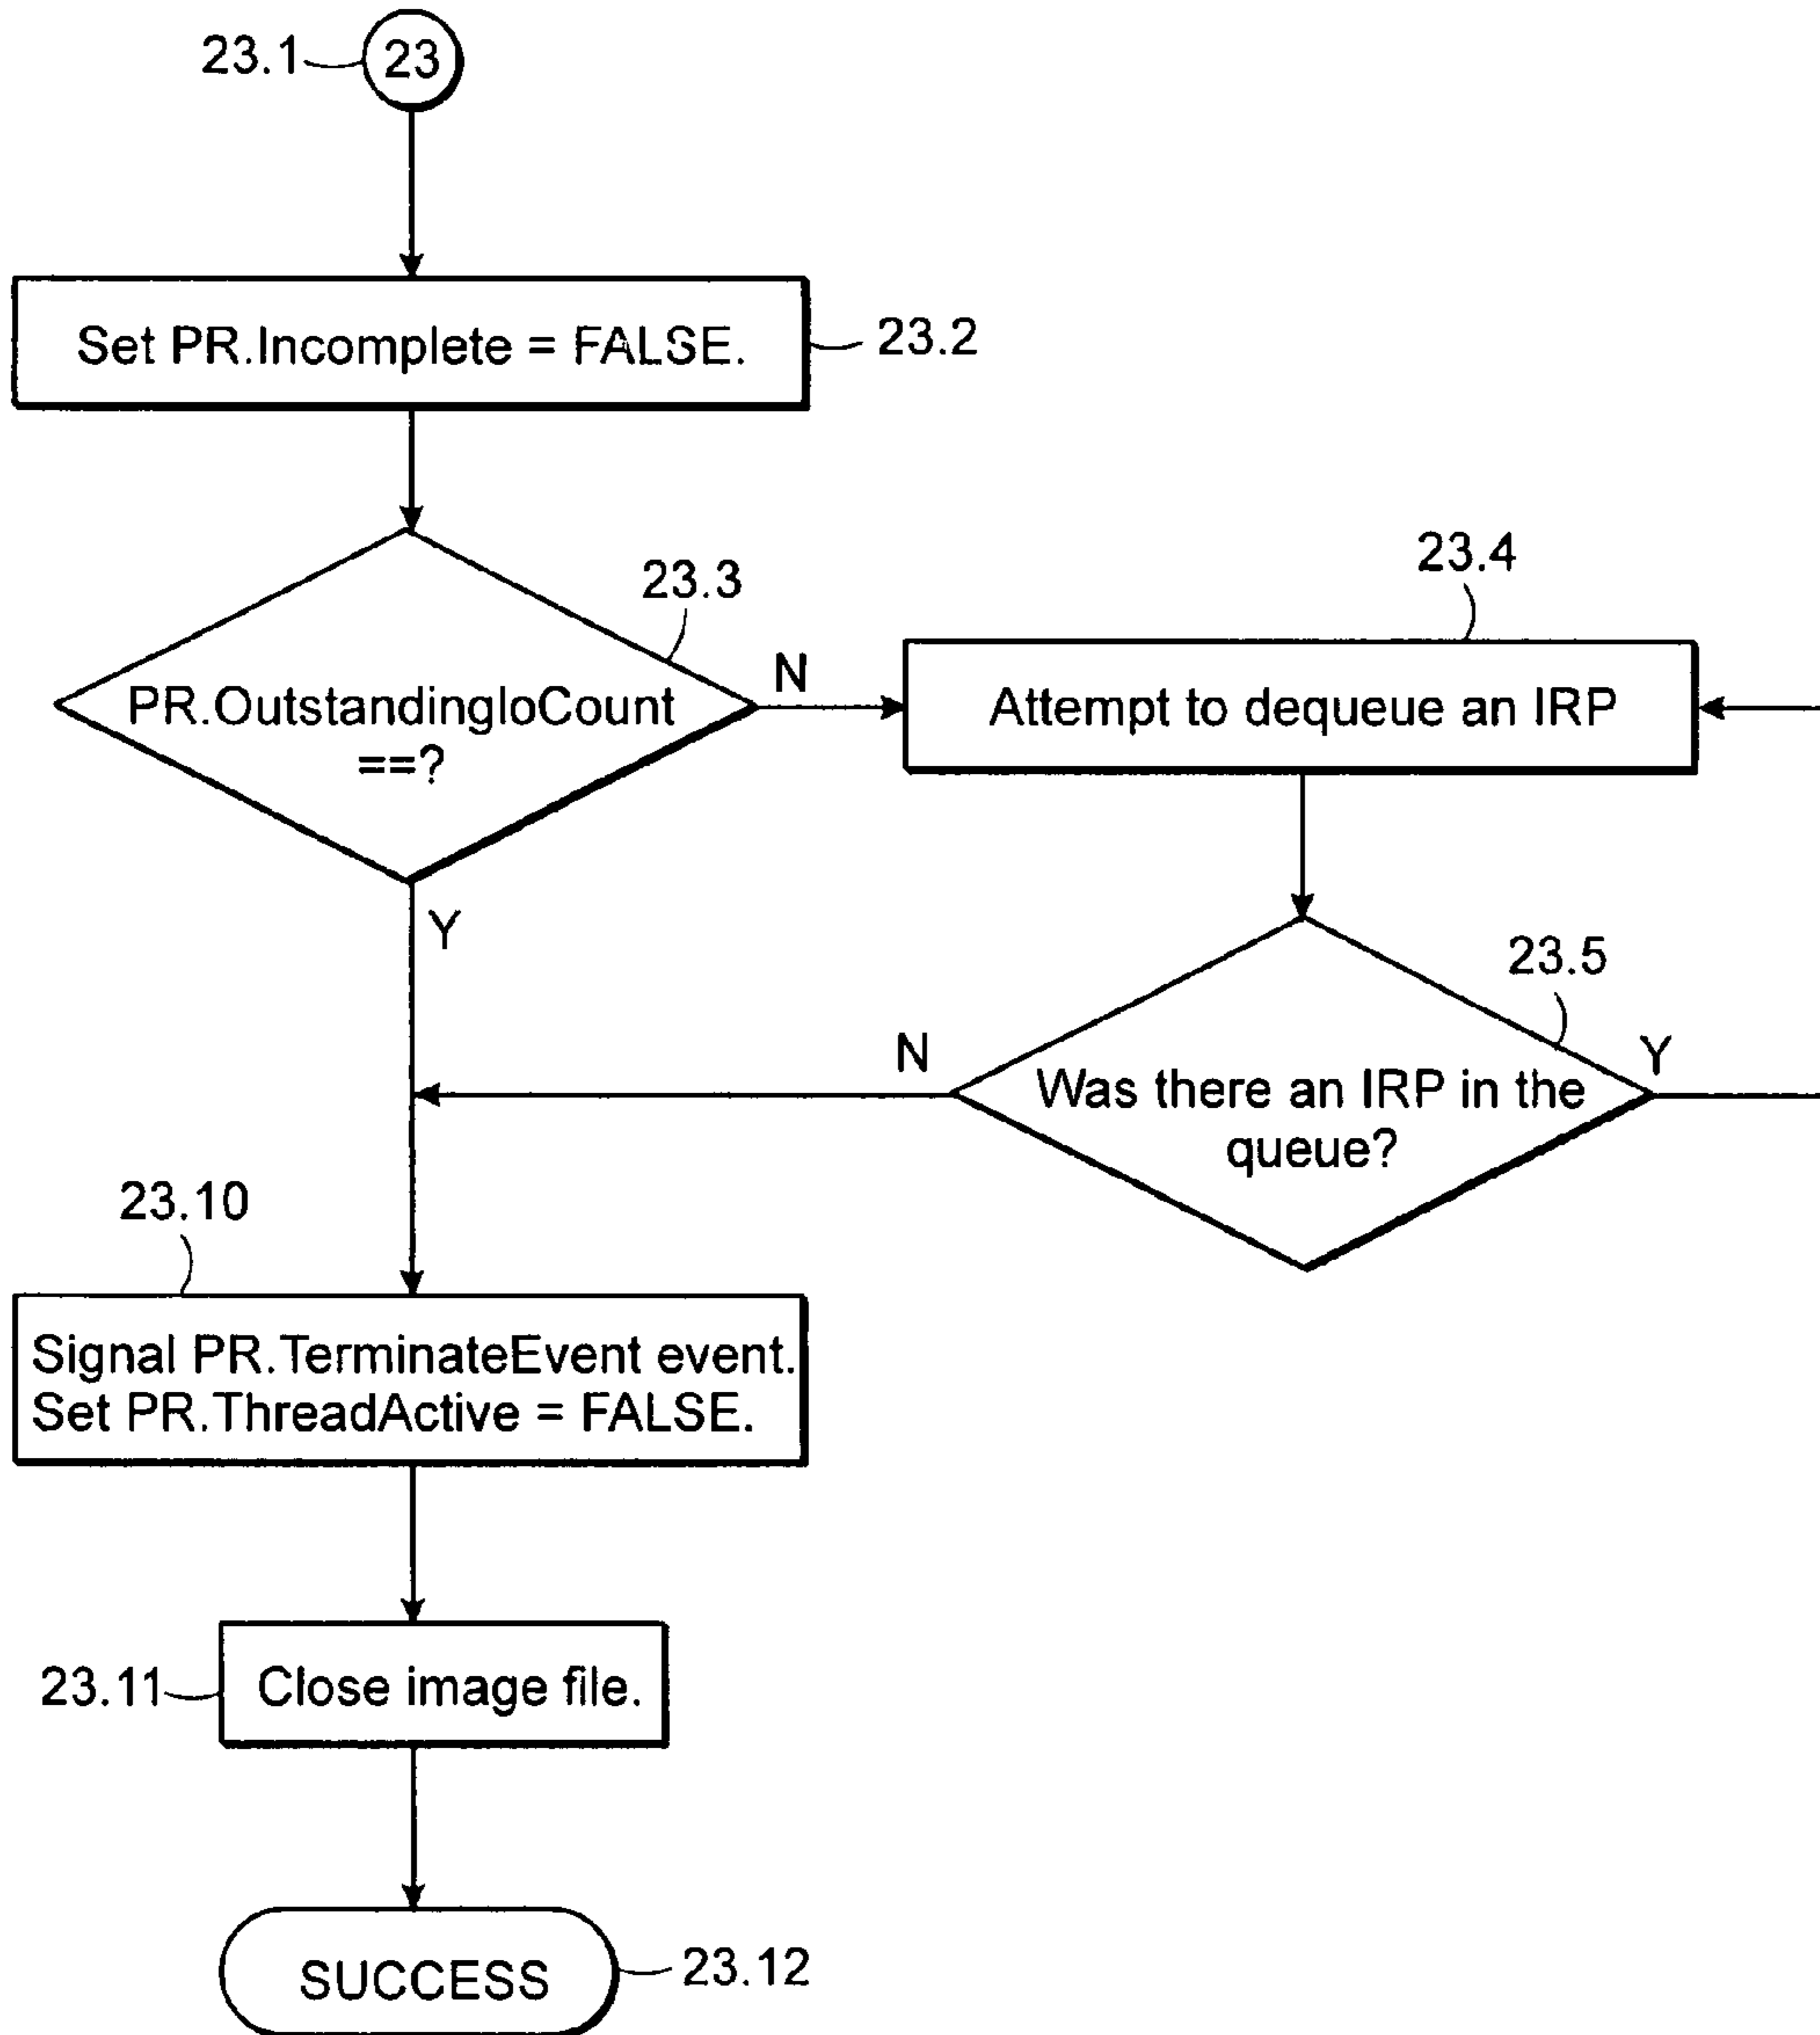 23.1
23
Set PR.Incomplete = FALSE.
23.2
23.3
PR.OutstandingIoCount
==?
N
Y
23.4
Attempt to dequeue an IRP
23.5
Was there an IRP in the
queue?
N
Y
23.10
Signal PR.TerminateEvent event.
Set PR.ThreadActive = FALSE.
23.11
Close image file.
SUCCESS
23.12